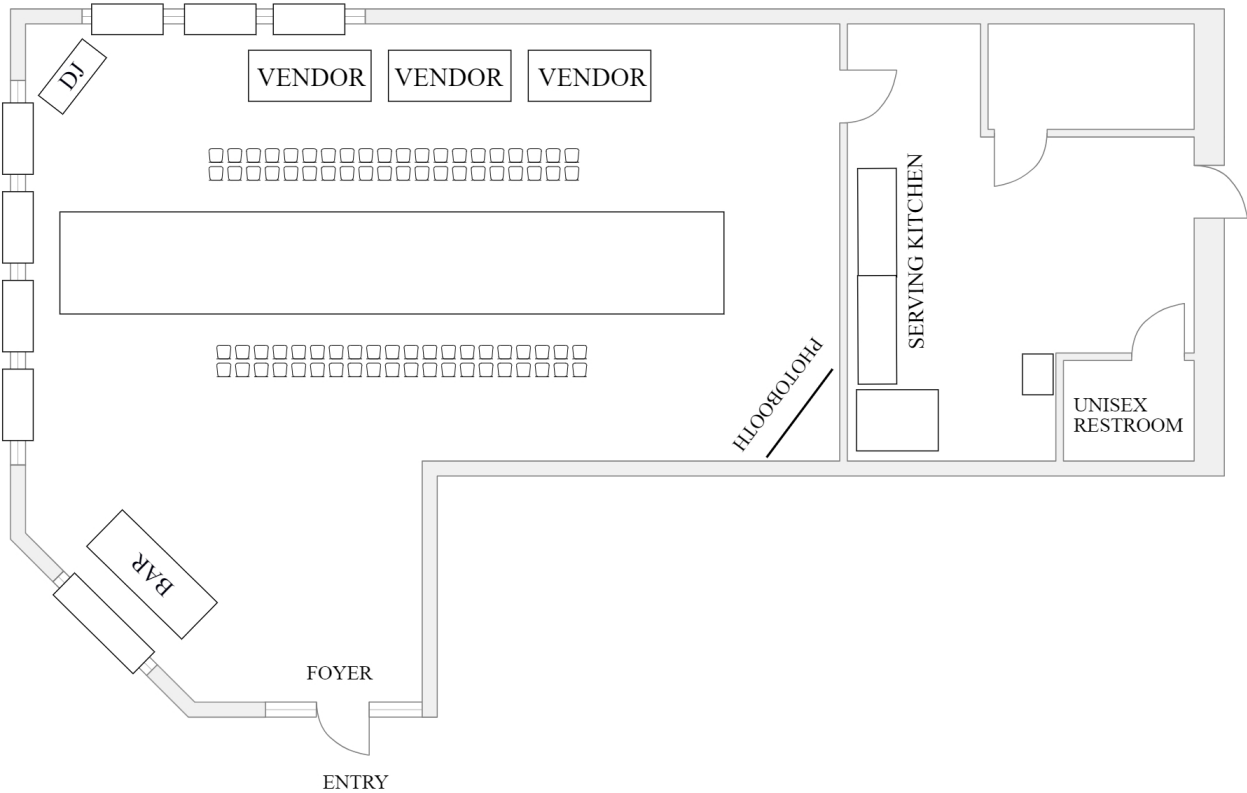 DJ
VENDOR
VENDOR
VENDOR
SERVING KITCHEN
PHOTOBOOTH
UNISEX
RESTROOM
BAR
FOYER
ENTRY